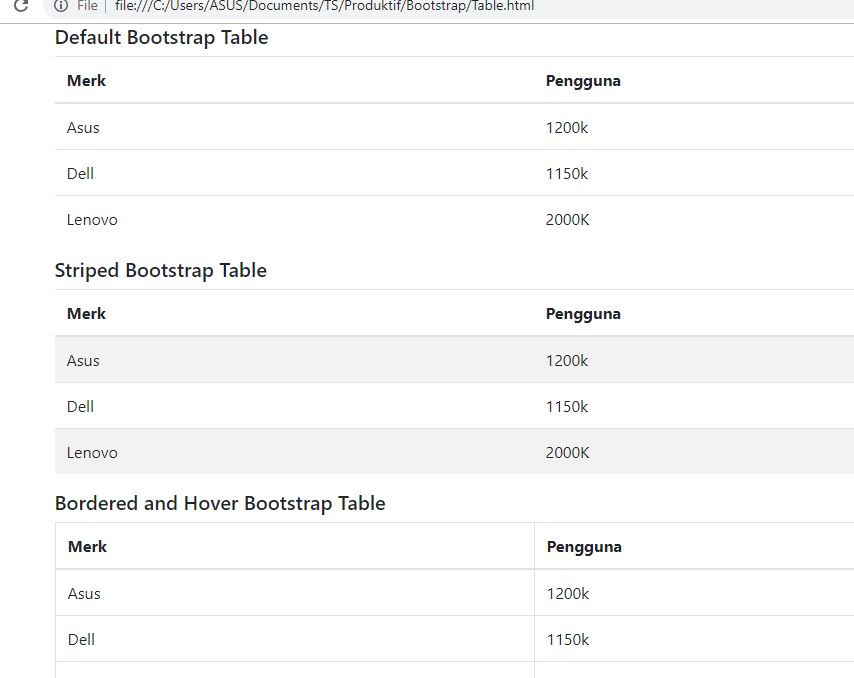 File | file:///C:/Users/ASUS/Documents/TS/Produktif/Bootstrap/Table.html
Default Bootstrap Table
Merk Pengguna
Asus 1200k
Dell 1150k
Lenovo 2000K
Striped Bootstrap Table
Merk Pengguna
Asus 1200k
Dell 1150k
Lenovo 2000K
Bordered and Hover Bootstrap Table
Merk Pengguna
Asus 1200k
Dell 1150k